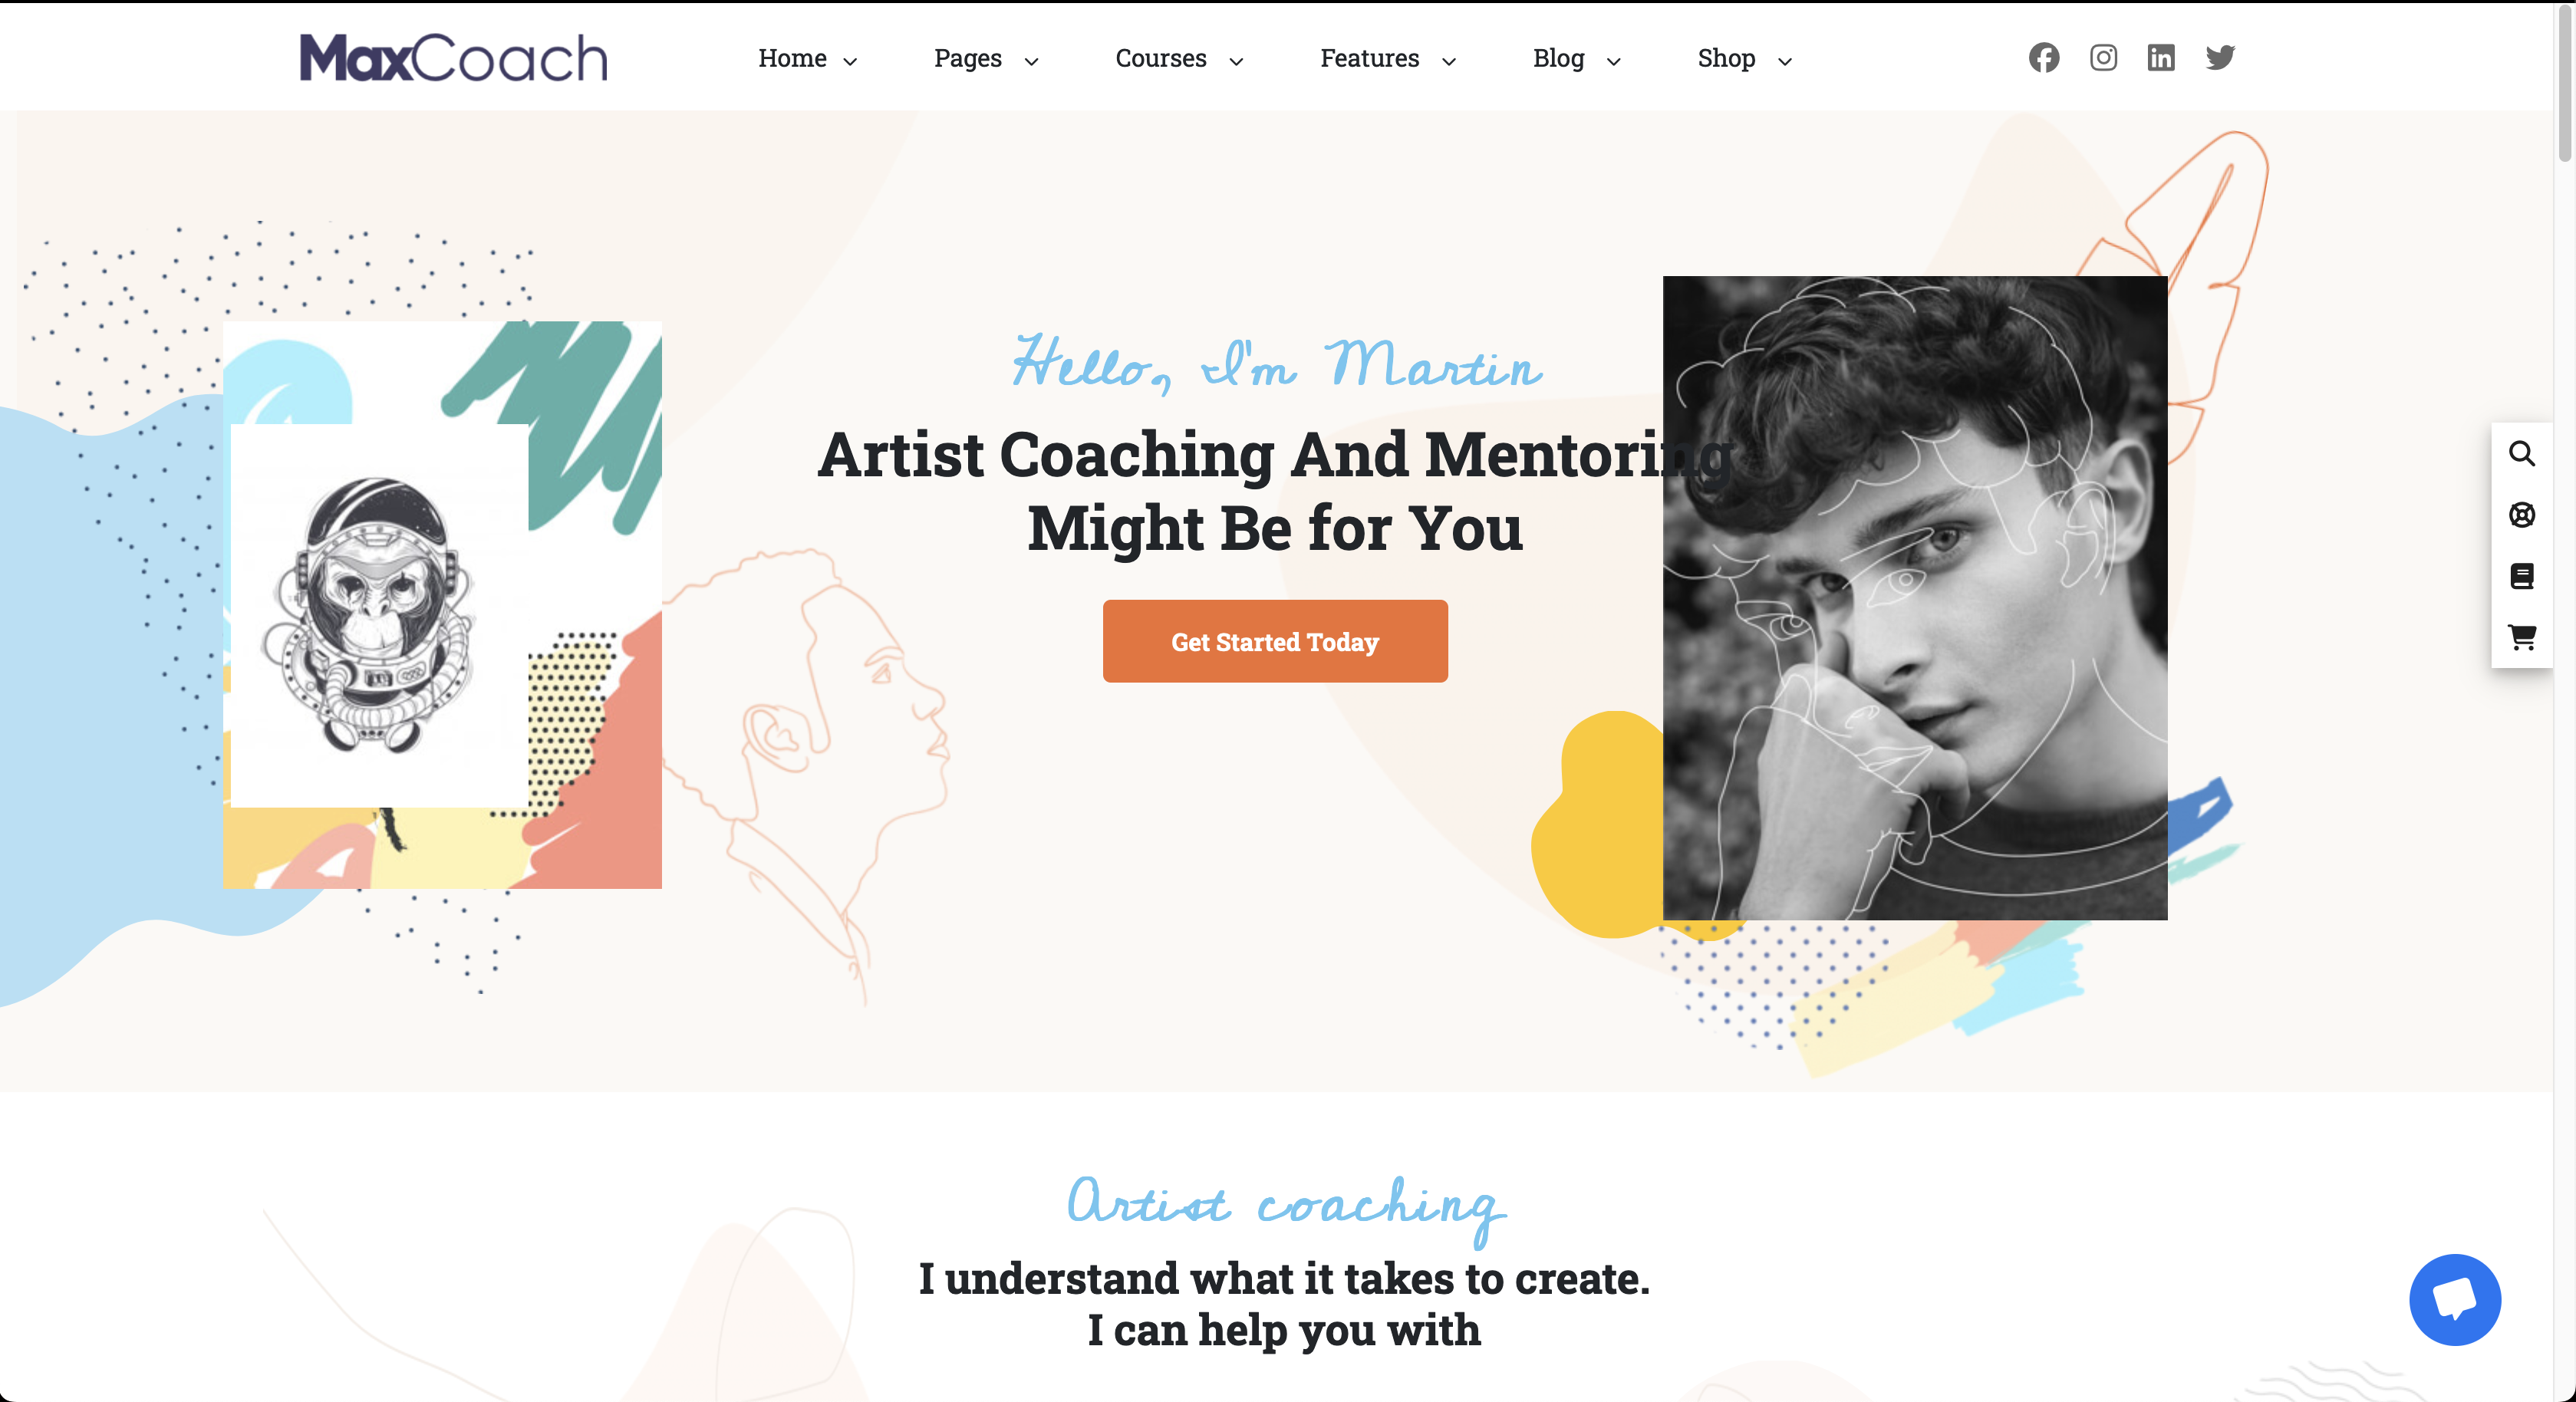 MaxCoach
Home
Pages
Courses
Features
Blog
Shop
Hello, I'm Martin
Artist Coaching And Mentoring
Might Be for You
Get Started Today
Artist coaching
I understand what it takes to create.
I can help you with